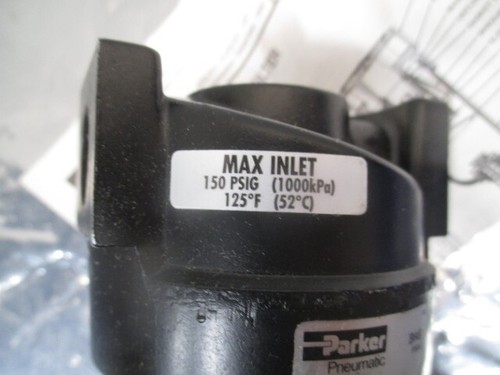 MAX INLET
150 PSIG (1000kPa)
125°F (52°C)
Parker
Pneumatic